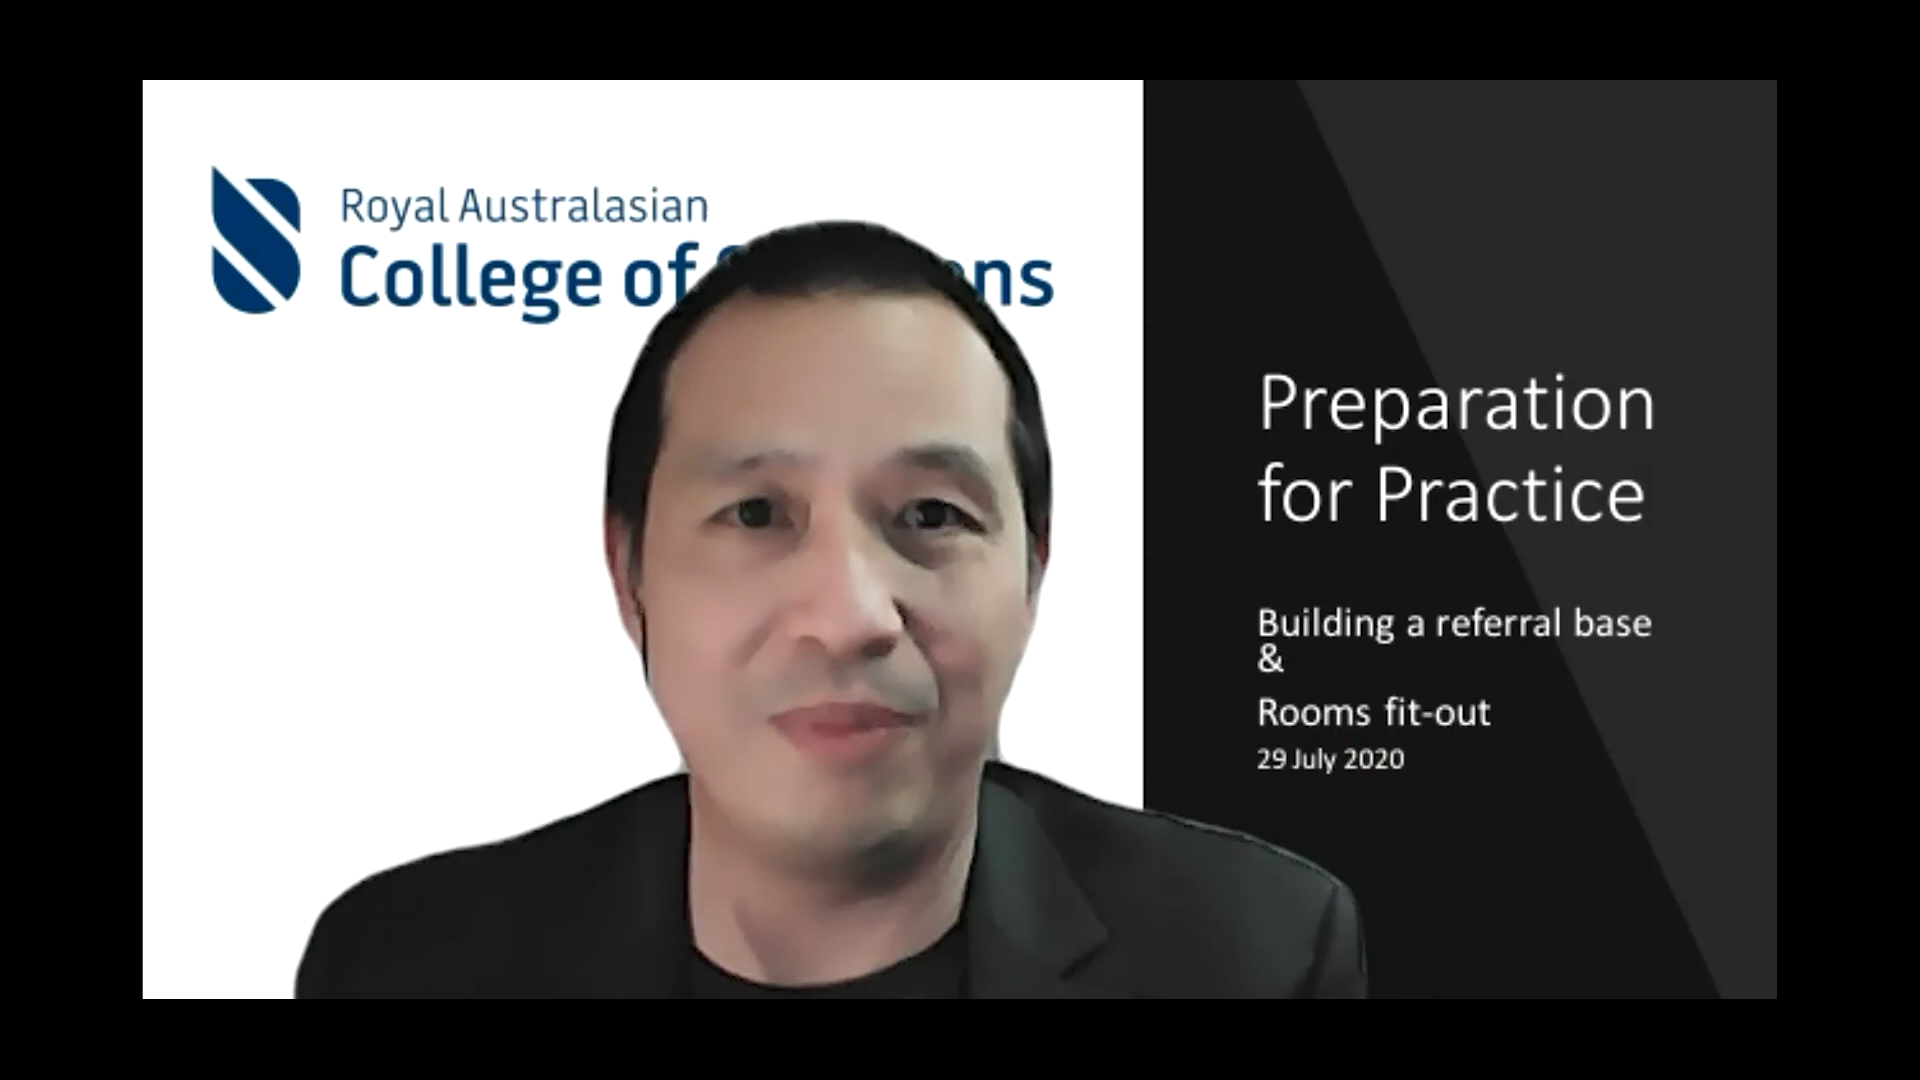 Royal Australasian
College of
Preparation
for Practice
Building a referral base
&
Rooms fit-out
29 July 2020